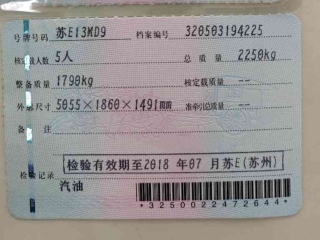 号牌号码 苏E13MD9 档案编号 320503194225
核定载人数 5人 总质量 2250kg
整备质量 1790kg 核定载质量 --
外廓尺寸 5055×1860×1491mm 准牵引总质量 --
备注
检验有效期至2018年07月苏E(苏州)
检验记录
汽油
*3250022472644*